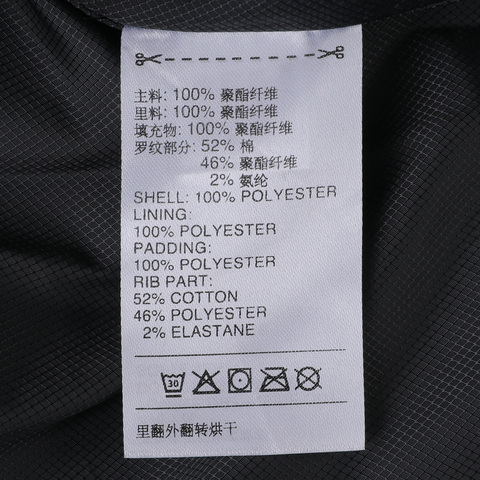 主料: 100% 聚酯纤维
里料: 100% 聚酯纤维
填充物: 100% 聚酯纤维
罗纹部分: 52% 棉
46% 聚酯纤维
2% 氨纶
SHELL: 100% POLYESTER
LINING:
100% POLYESTER
PADDING:
100% POLYESTER
RIB PART:
52% COTTON
46% POLYESTER
2% ELASTANE
30
里翻外翻转烘干